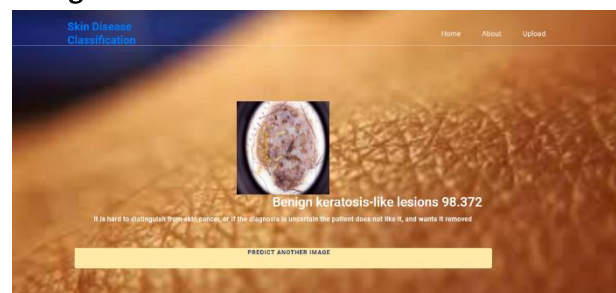 Skin Disease
Classification
Home About Upload
Benign keratosis-like lesions 98.372
It is hard to distinguish from skin cancer, or if the diagnosis is uncertain the patient does not like it, and wants it removed
PREDICT ANOTHER IMAGE